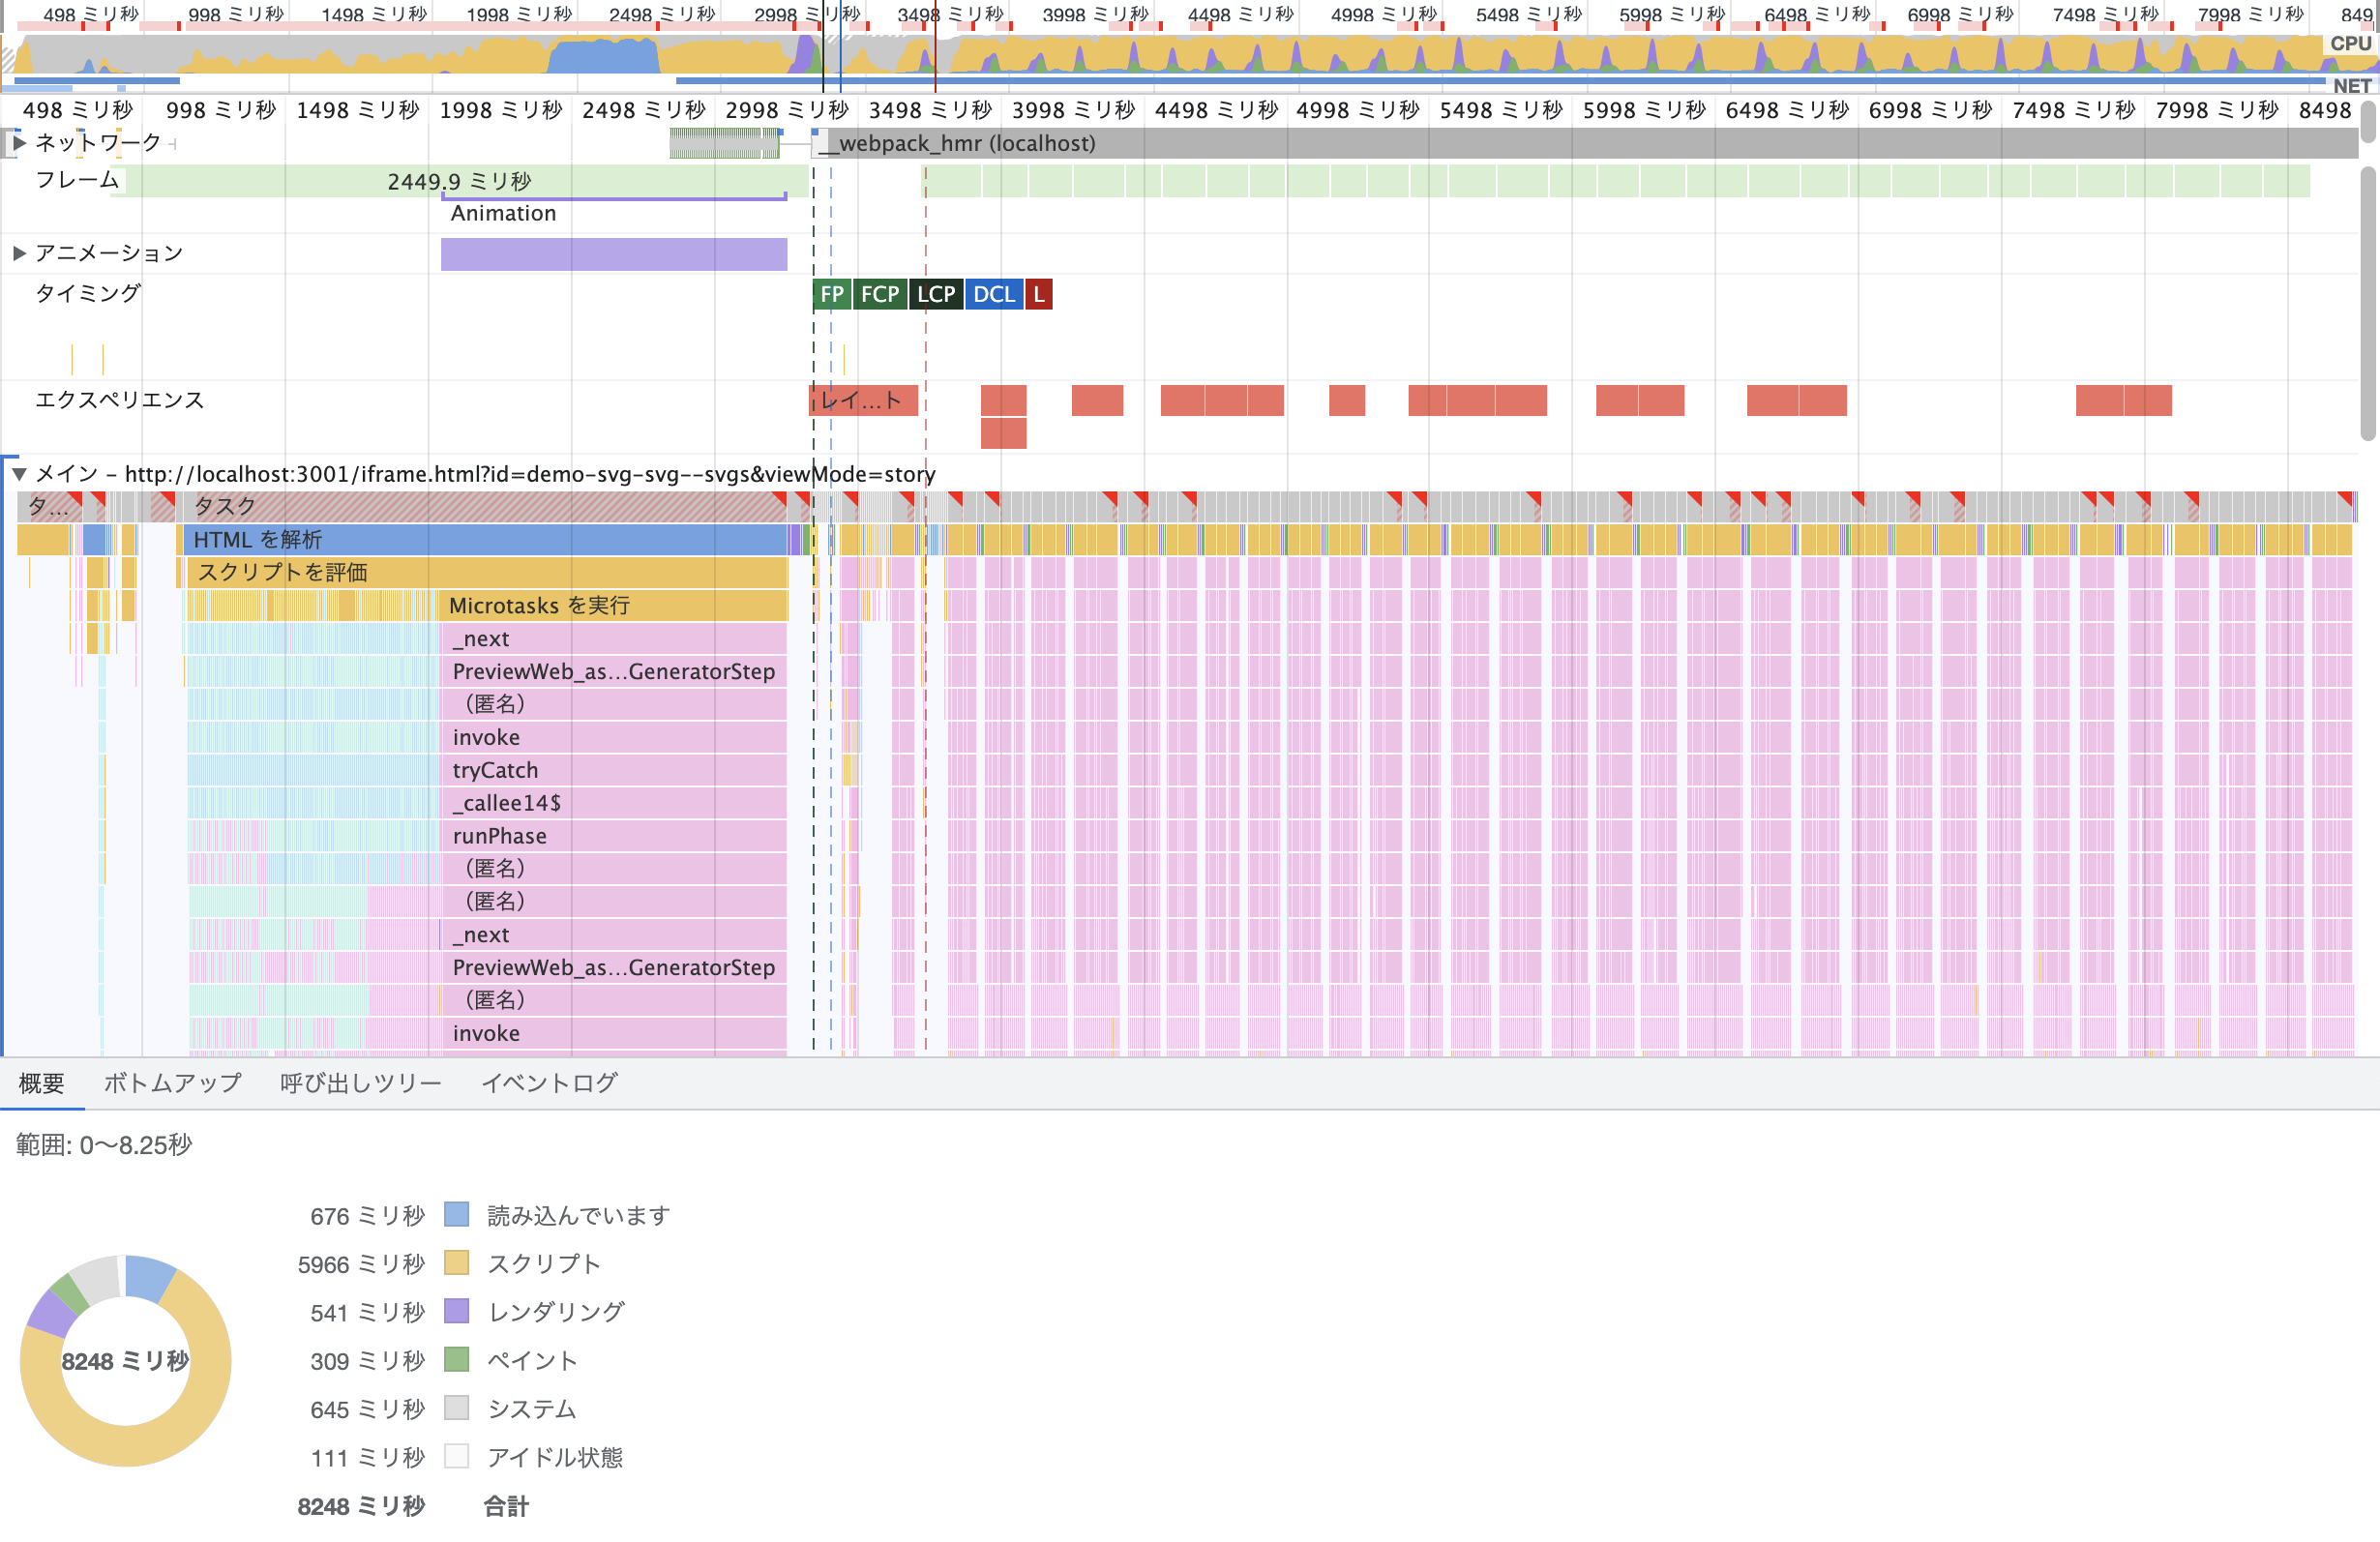 498 ミリ秒 998 ミリ秒 1498 ミリ秒 1998 ミリ秒 2498 ミリ秒 2998 ミリ秒 3498 ミリ秒 3998 ミリ秒 4498 ミリ秒 4998 ミリ秒 5498 ミリ秒 5998 ミリ秒 6498 ミリ秒 6998 ミリ秒 7498 ミリ秒 7998 ミリ秒 849
CPU
NET
498 ミリ秒 998 ミリ秒 1498 ミリ秒 1998 ミリ秒 2498 ミリ秒 2998 ミリ秒 3498 ミリ秒 3998 ミリ秒 4498 ミリ秒 4998 ミリ秒 5498 ミリ秒 5998 ミリ秒 6498 ミリ秒 6998 ミリ秒 7498 ミリ秒 7998 ミリ秒 8498
ネットワーク __webpack_hmr (localhost)
フレーム 2449.9 ミリ秒
Animation
アニメーション
タイミング FP FCP LCP DCL L
エクスペリエンス レイ…ト
メイン – http://localhost:3001/iframe.html?id=demo-svg-svg--svgs&viewMode=story
タ… タスク
HTML を解析
スクリプトを評価
Microtasks を実行
_next
PreviewWeb_as…GeneratorStep
（匿名）
invoke
tryCatch
_callee14$
runPhase
（匿名）
（匿名）
_next
PreviewWeb_as…GeneratorStep
（匿名）
invoke
概要 ボトムアップ 呼び出しツリー イベントログ
範囲: 0～8.25秒
676 ミリ秒 読み込んでいます
5966 ミリ秒 スクリプト
541 ミリ秒 レンダリング
309 ミリ秒 ペイント
645 ミリ秒 システム
111 ミリ秒 アイドル状態
8248 ミリ秒 合計
8248 ミリ秒